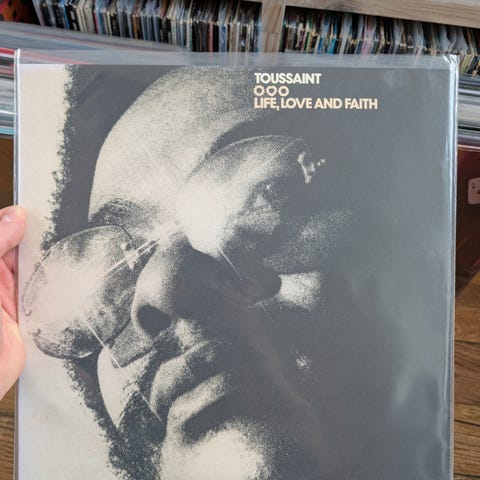 TOUSSAINT
LIFE, LOVE AND FAITH